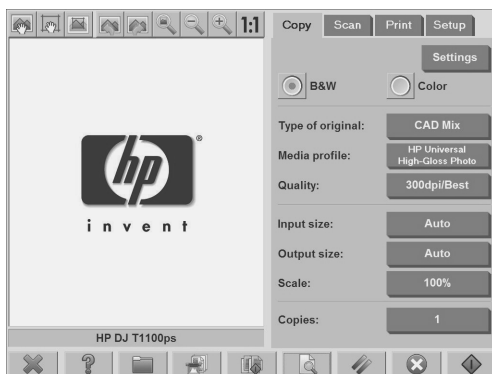 1:1
Copy Scan Print Setup
Settings
B&W Color
Type of original: CAD Mix
Media profile: HP Universal
High-Gloss Photo
Quality: 300dpi/Best
hp ®
invent
Input size: Auto
Output size: Auto
Scale: 100%
Copies: 1
HP DJ T1100ps
?